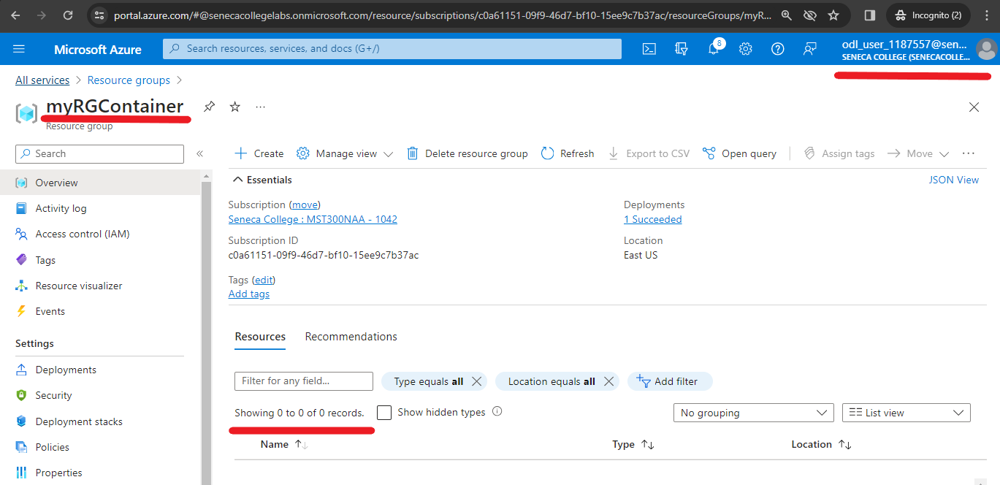 portal.azure.com/#@senecacollegelabs.onmicrosoft.com/resource/subscriptions/c0a61151-09f9-46d7-bf10-15ee9c7b37ac/resourceGroups/myR...
Incognito (2)
Microsoft Azure
Search resources, services, and docs (G+/)
8
odl_user_1187557@sen...
SENECA COLLEGE (SENECACOLLE...
All services > Resource groups >
myRGContainer
...
Resource group
Search
«
Create
Manage view
Delete resource group
Refresh
Export to CSV
Open query
Assign tags
Move
...
Overview
Activity log
Access control (IAM)
Tags
Resource visualizer
Events
Settings
Deployments
Security
Deployment stacks
Policies
Properties
Essentials
JSON View
Subscription (move)
Seneca College : MST300NAA - 1042
Subscription ID
c0a61151-09f9-46d7-bf10-15ee9c7b37ac
Tags (edit)
Add tags
Deployments
1 Succeeded
Location
East US
Resources
Recommendations
Filter for any field...
Type equals all
Location equals all
Add filter
Showing 0 to 0 of 0 records.
Show hidden types
No grouping
List view
Name
Type
Location